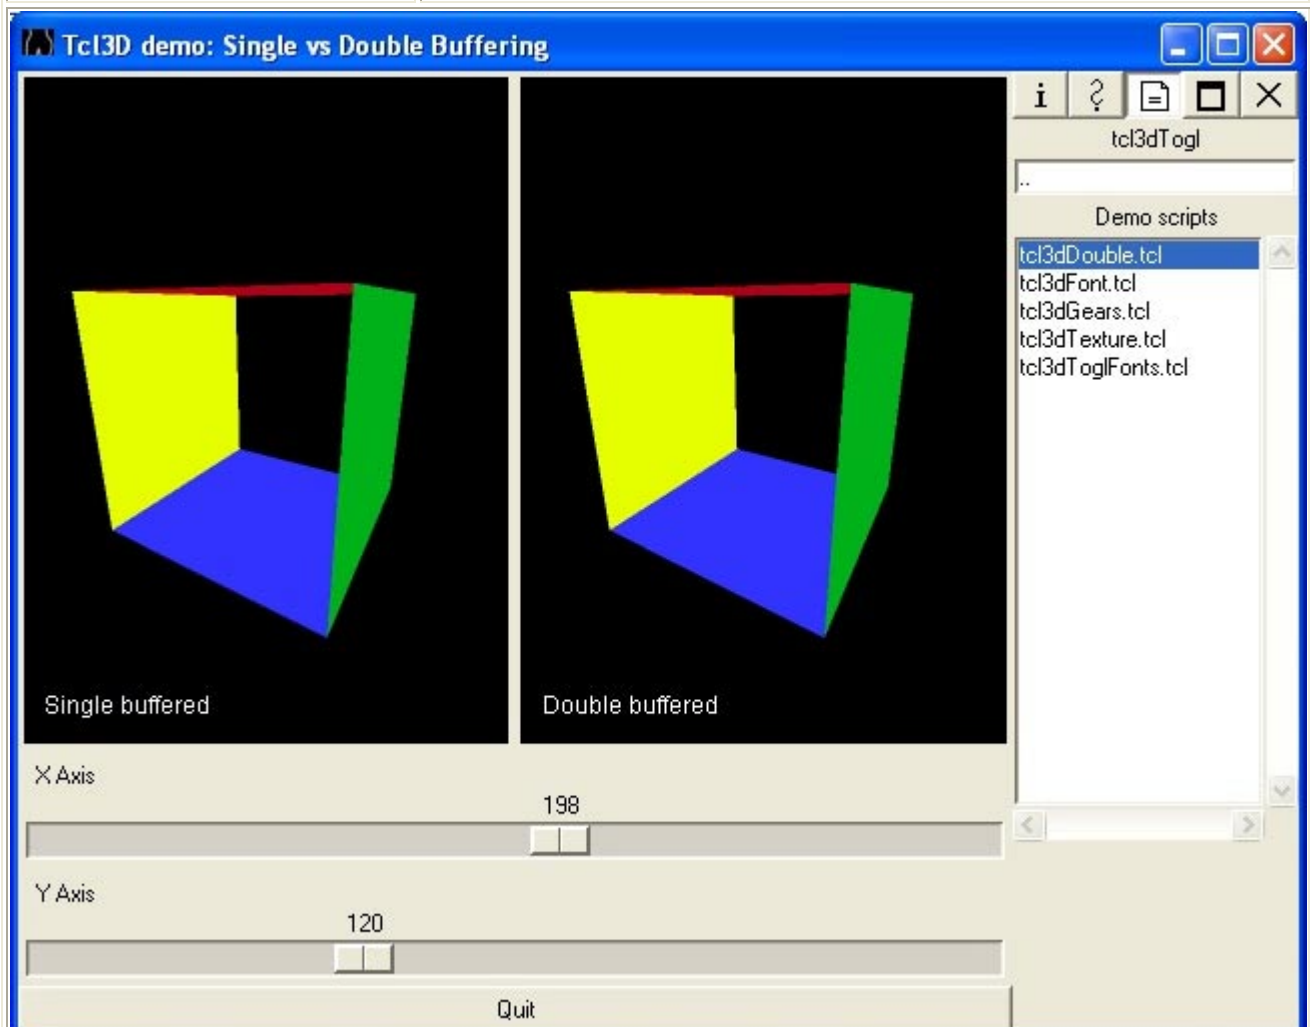 Tcl3D demo: Single vs Double Buffering
i ?
tcl3dTogl
..
Demo scripts
tcl3dDouble.tcl
tcl3dFont.tcl
tcl3dGears.tcl
tcl3dTexture.tcl
tcl3dToglFonts.tcl
Single buffered
Double buffered
X Axis
198
Y Axis
120
Quit